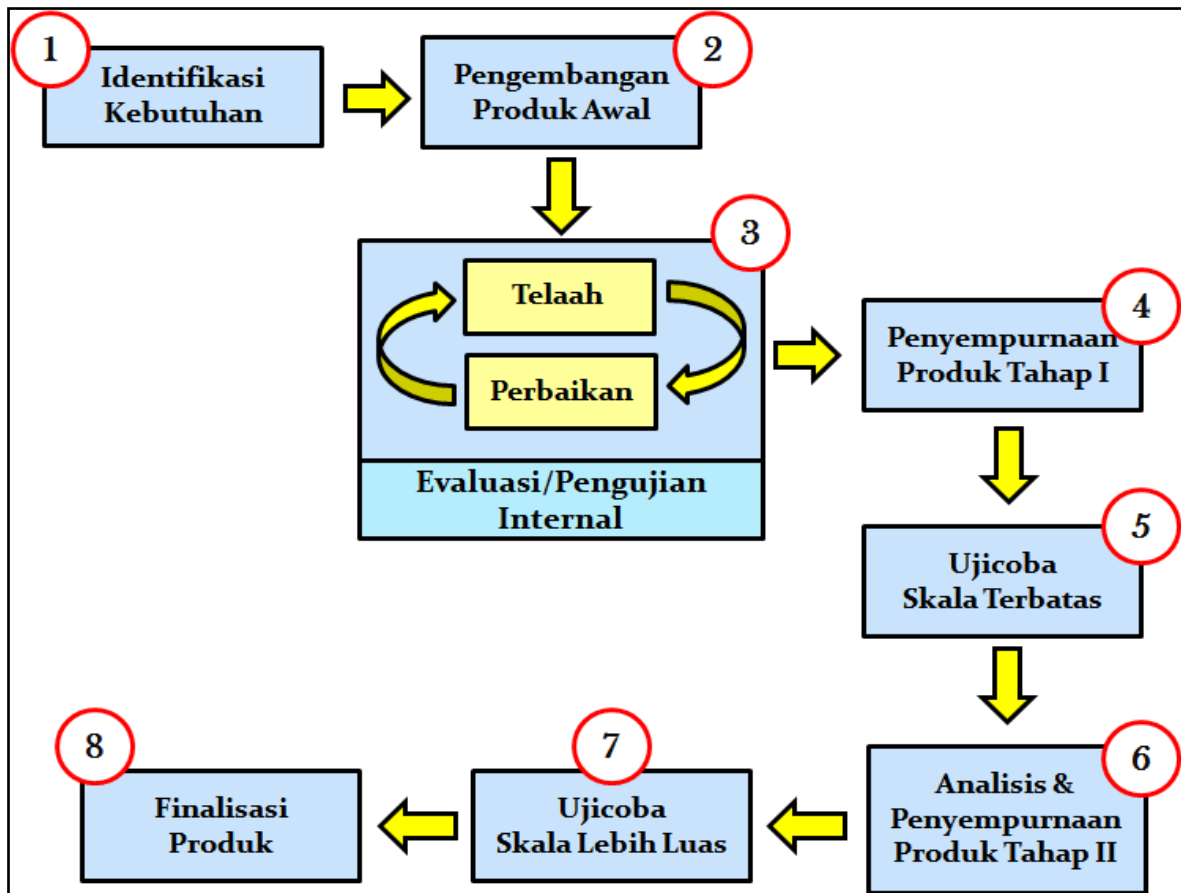 1
Identifikasi
Kebutuhan
2
Pengembangan
Produk Awal
3
Telaah
Perbaikan
Evaluasi/Pengujian
Internal
4
Penyempurnaan
Produk Tahap I
5
Ujicoba
Skala Terbatas
6
Analisis &
Penyempurnaan
Produk Tahap II
7
Ujicoba
Skala Lebih Luas
8
Finalisasi
Produk